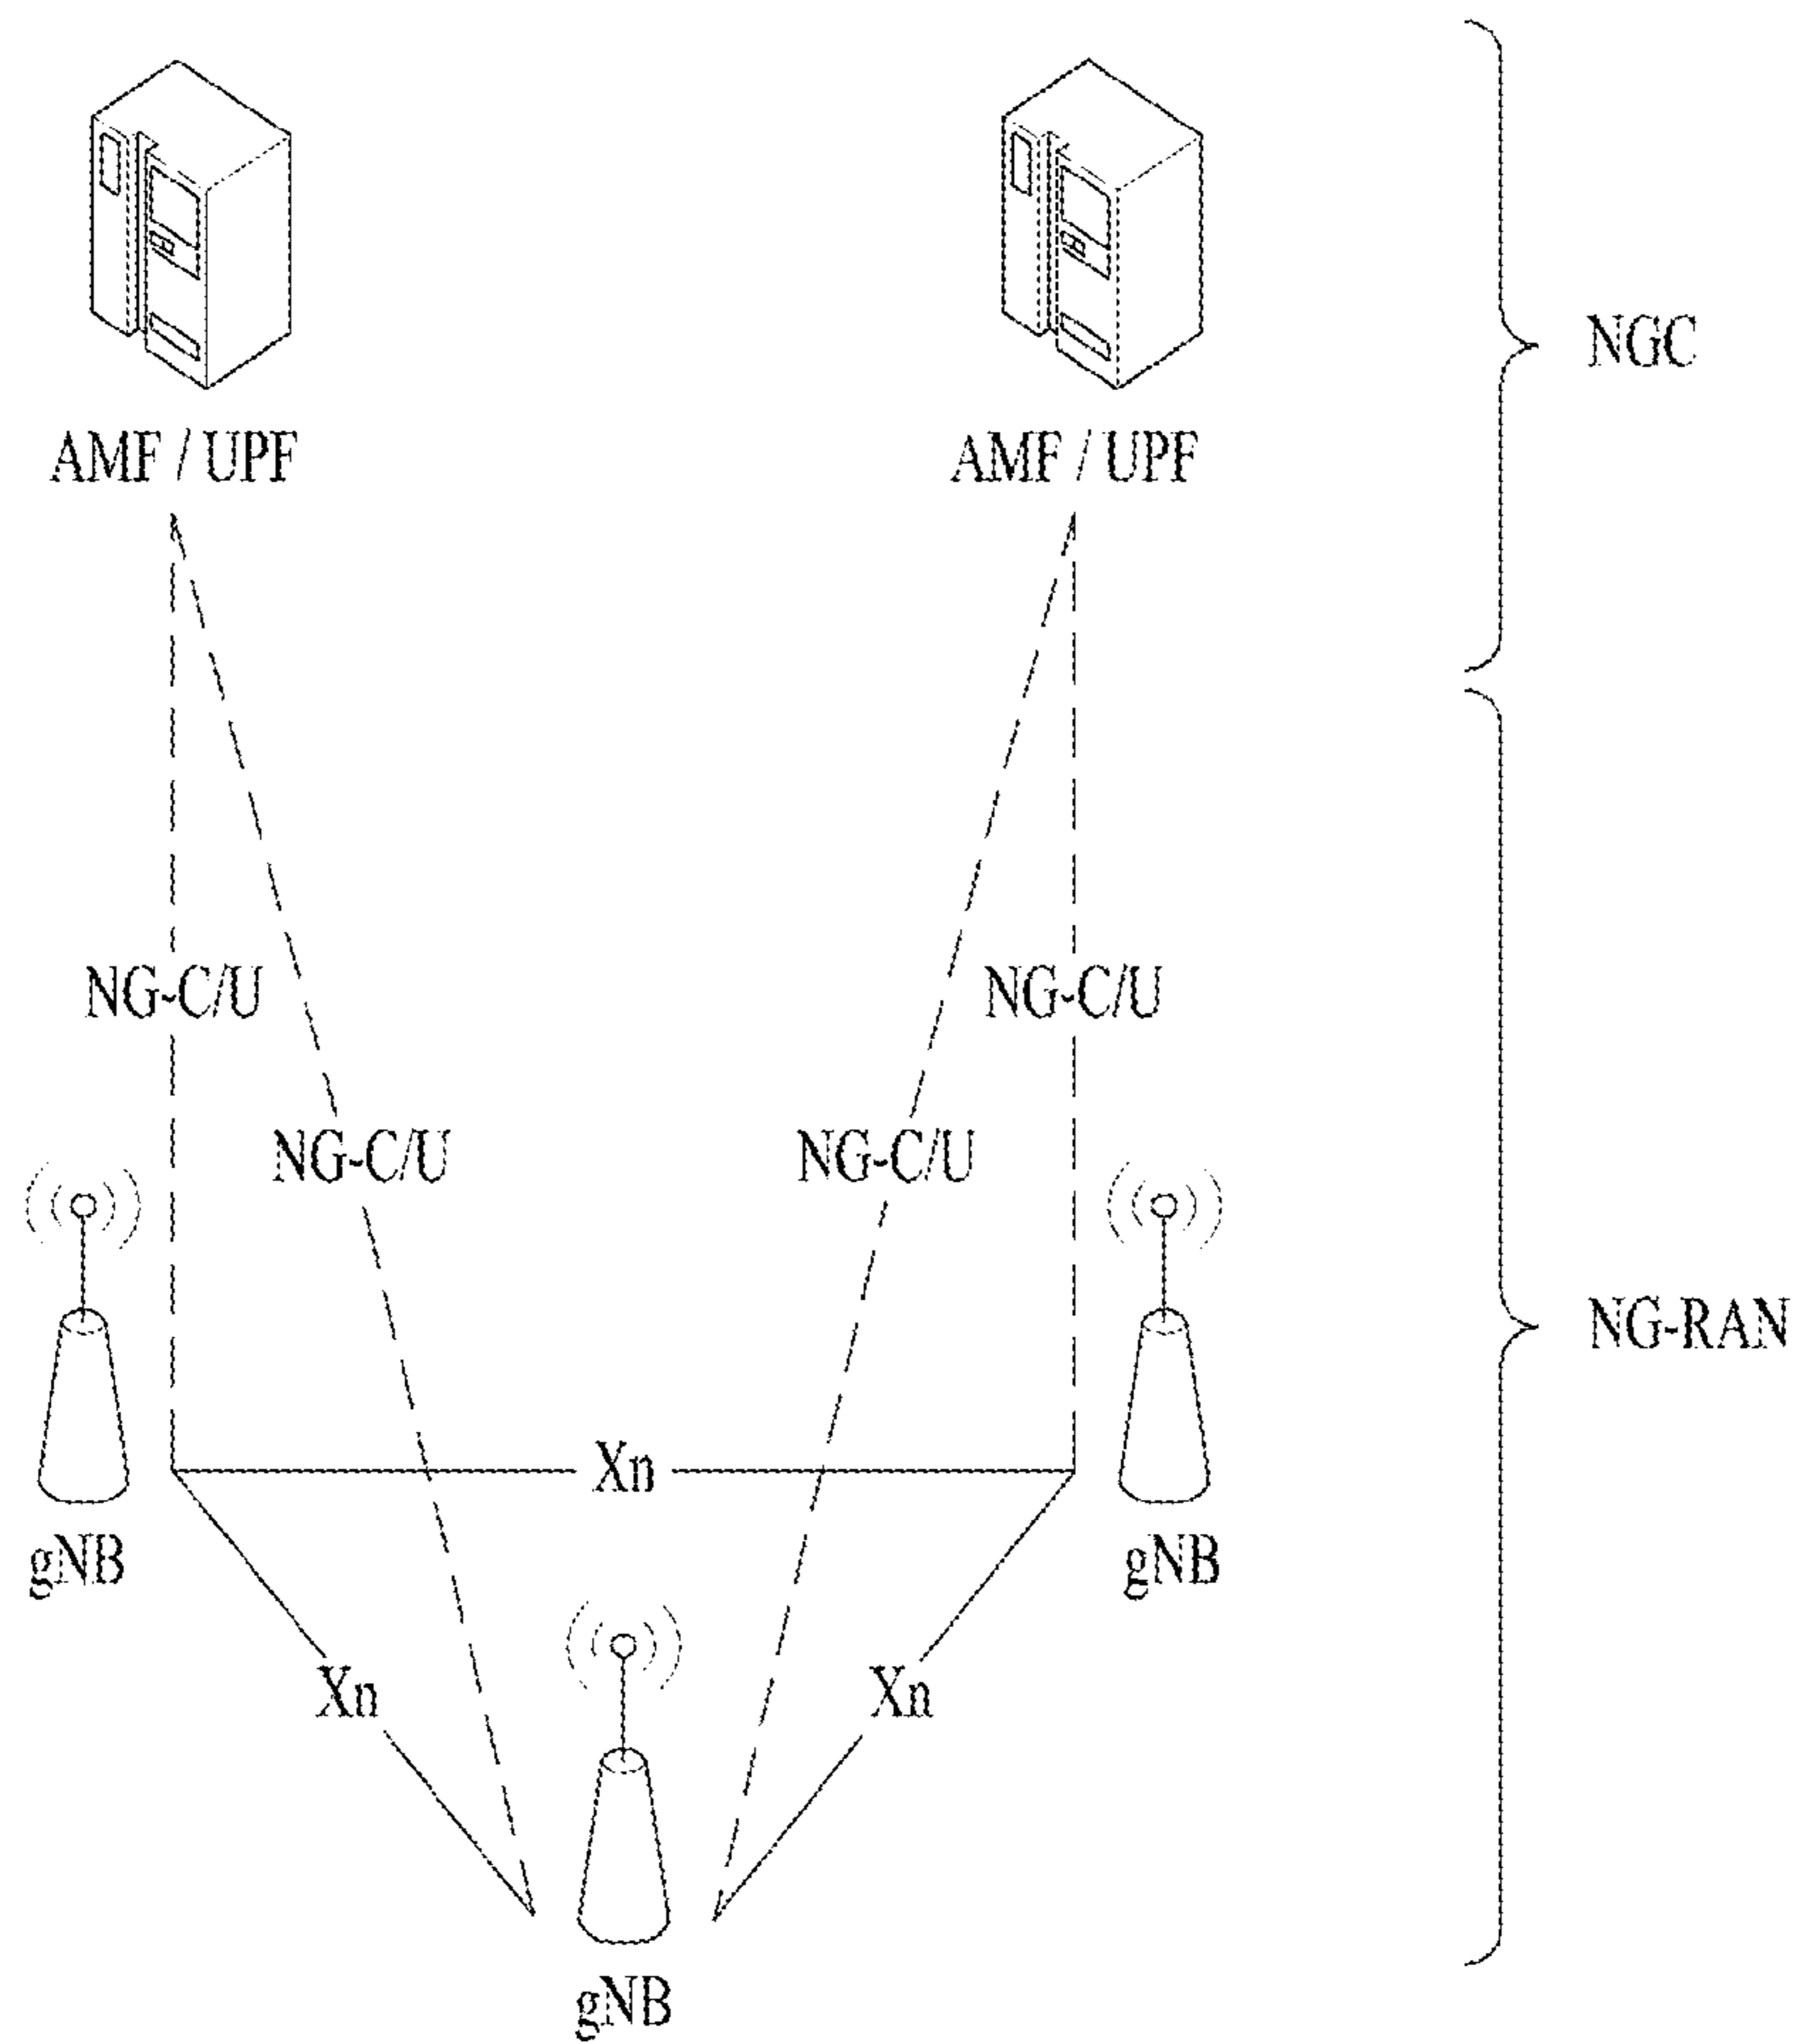 NGC
AMF / UPF
AMF / UPF
NG-C/U
NG-C/U
NG-C/U
NG-C/U
NG-RAN
Xn
gNB
gNB
Xn
Xn
gNB